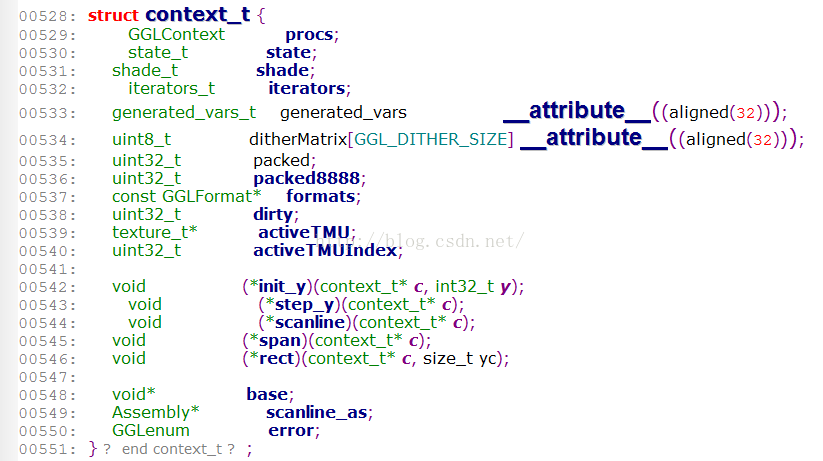 00528: struct context_t {
00529: GGLContext procs;
00530: state_t state;
00531: shade_t shade;
00532: iterators_t iterators;
00533: generated_vars_t generated_vars __attribute__((aligned(32)));
00534: uint8_t ditherMatrix[GGL_DITHER_SIZE] __attribute__((aligned(32)));
00535: uint32_t packed;
00536: uint32_t packed8888;
00537: const GGLFormat* formats;
00538: uint32_t dirty;
00539: texture_t* activeTMU;
http://blog.csdn.net/
00540: uint32_t activeTMUIndex;
00541:
00542: void (*init_y)(context_t* c, int32_t y);
00543: void (*step_y)(context_t* c);
00544: void (*scanline)(context_t* c);
00545: void (*span)(context_t* c);
00546: void (*rect)(context_t* c, size_t yc);
00547:
00548: void* base;
00549: Assembly* scanline_as;
00550: GGLenum error;
00551: } ? end context_t ? ;